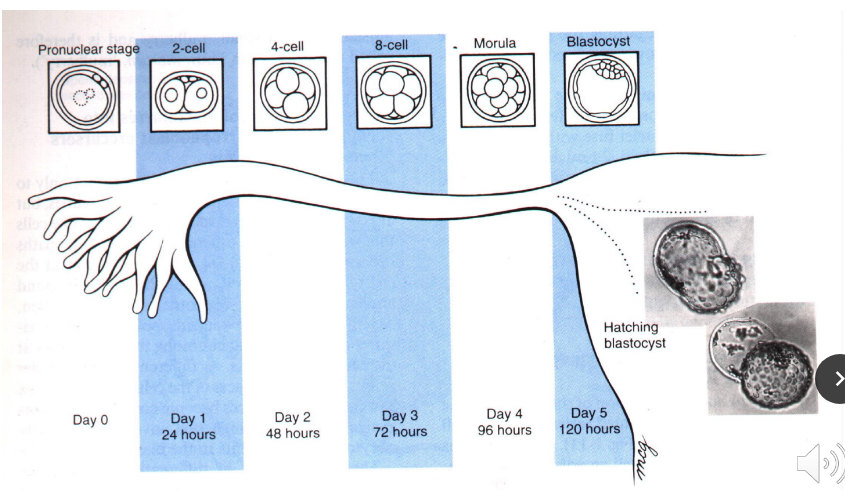 Pronuclear stage
2-cell
4-cell
8-cell
Morula
Blastocyst
Hatching
blastocyst
Day 0
Day 1
24 hours
Day 2
48 hours
Day 3
72 hours
Day 4
96 hours
Day 5
120 hours
mcg